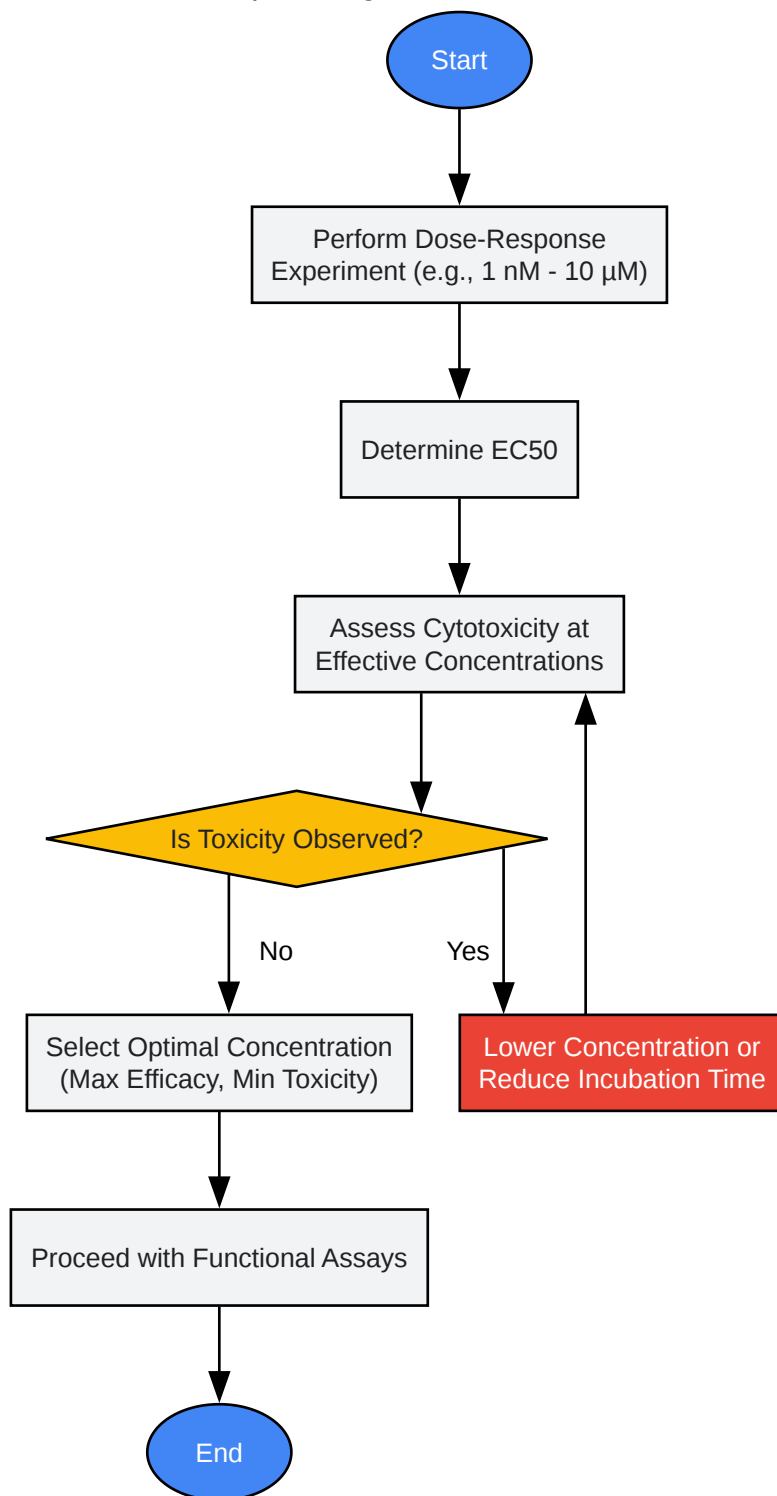 Start
Perform Dose-Response
Experiment (e.g., 1 nM - 10 µM)
Determine EC50
Assess Cytotoxicity at
Effective Concentrations
Is Toxicity Observed?
No
Yes
Select Optimal Concentration
(Max Efficacy, Min Toxicity)
Lower Concentration or
Reduce Incubation Time
Proceed with Functional Assays
End